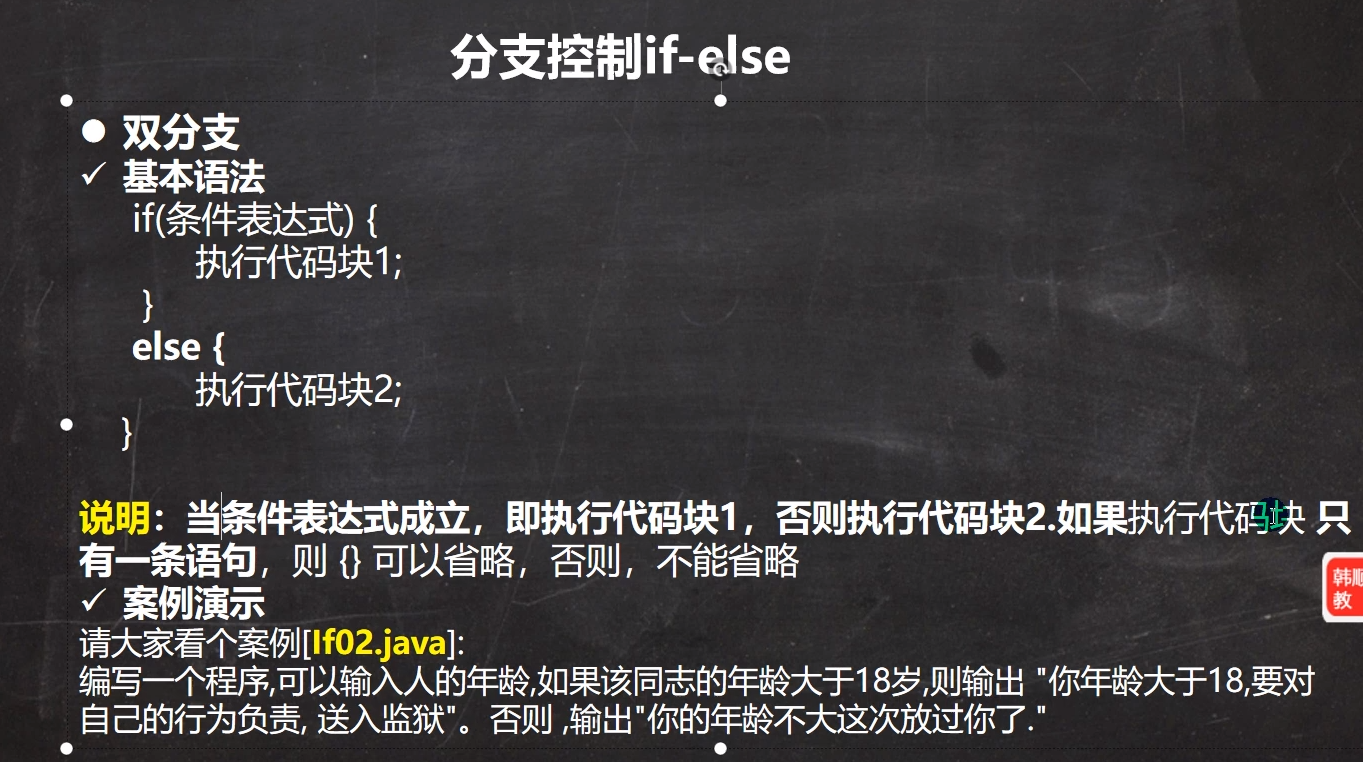 分支控制if-else
● 双分支
✓ 基本语法
if(条件表达式) {
执行代码块1;
}
else {
执行代码块2;
}
说明：当条件表达式成立，即执行代码块1，否则执行代码块2.如果执行代码块 只
有一条语句，则 {} 可以省略，否则，不能省略
✓ 案例演示
请大家看个案例[If02.java]:
编写一个程序,可以输入人的年龄,如果该同志的年龄大于18岁,则输出 "你年龄大于18,要对
自己的行为负责, 送入监狱"。否则 ,输出"你的年龄不大这次放过你了."
韩顺
教